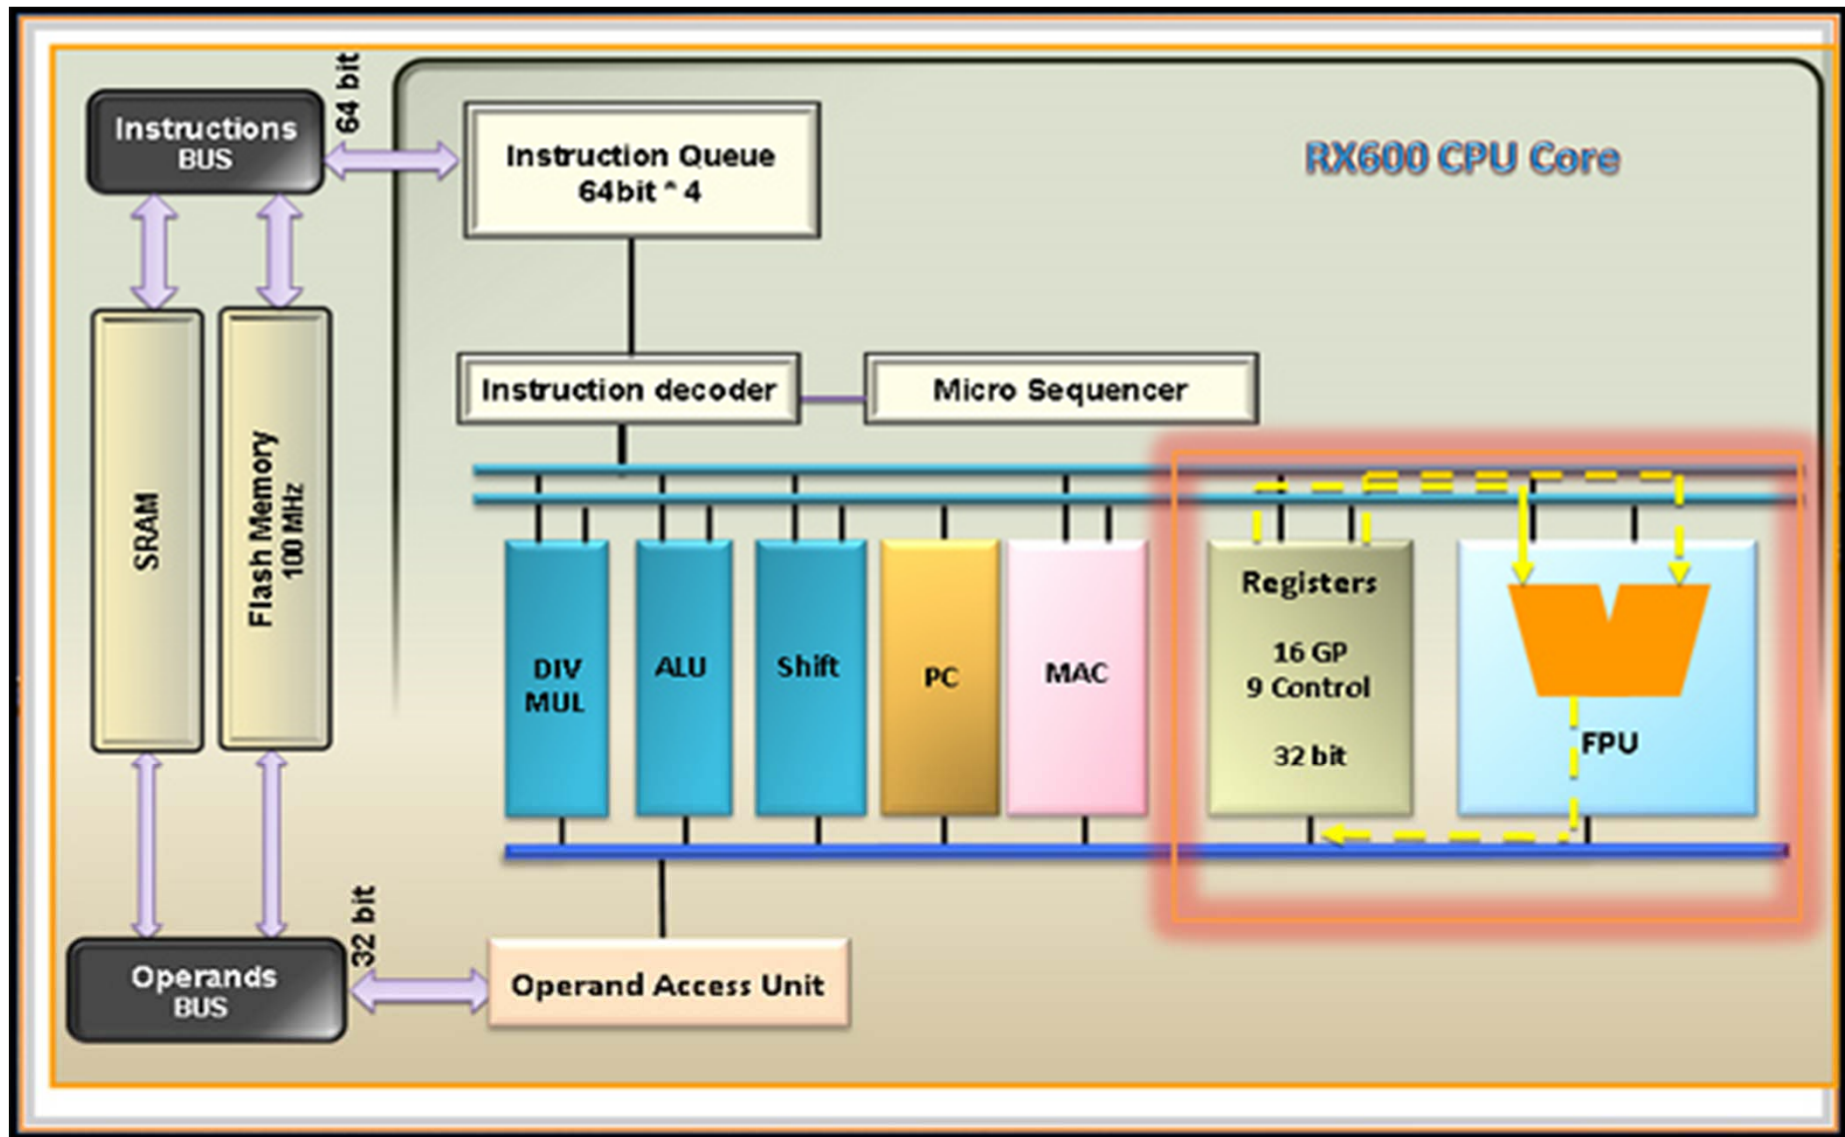 64 bit
Instructions
BUS
Instruction Queue
64bit * 4
RX600 CPU Core
Instruction decoder
Micro Sequencer
SRAM
Flash Memory
100 MHz
DIV
MUL
ALU
Shift
PC
MAC
Registers
16 GP
9 Control
32 bit
FPU
32 bit
Operands
BUS
Operand Access Unit